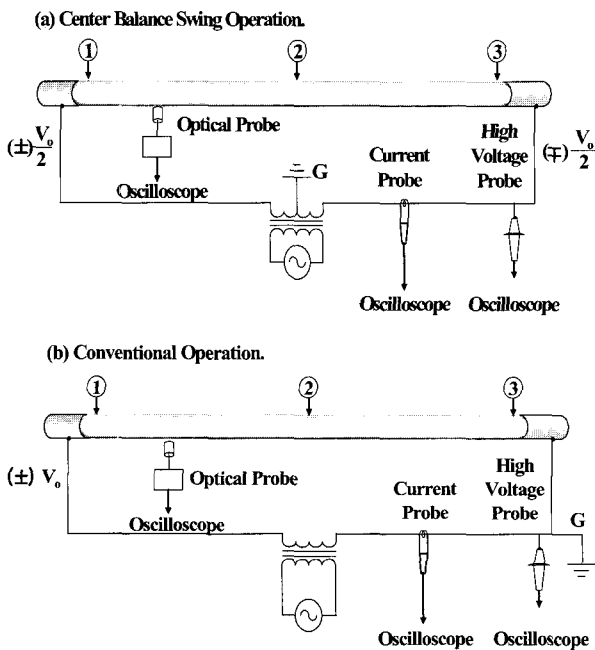 (a) Center Balance Swing Operation.
1 2 3
Optical Probe
(±) V₀/2
Oscilloscope
G
Current Probe
High Voltage Probe
(∓) V₀/2
Oscilloscope
Oscilloscope
(b) Conventional Operation.
1 2 3
(±) V₀
Optical Probe
Oscilloscope
Current Probe
High Voltage Probe
G
Oscilloscope
Oscilloscope